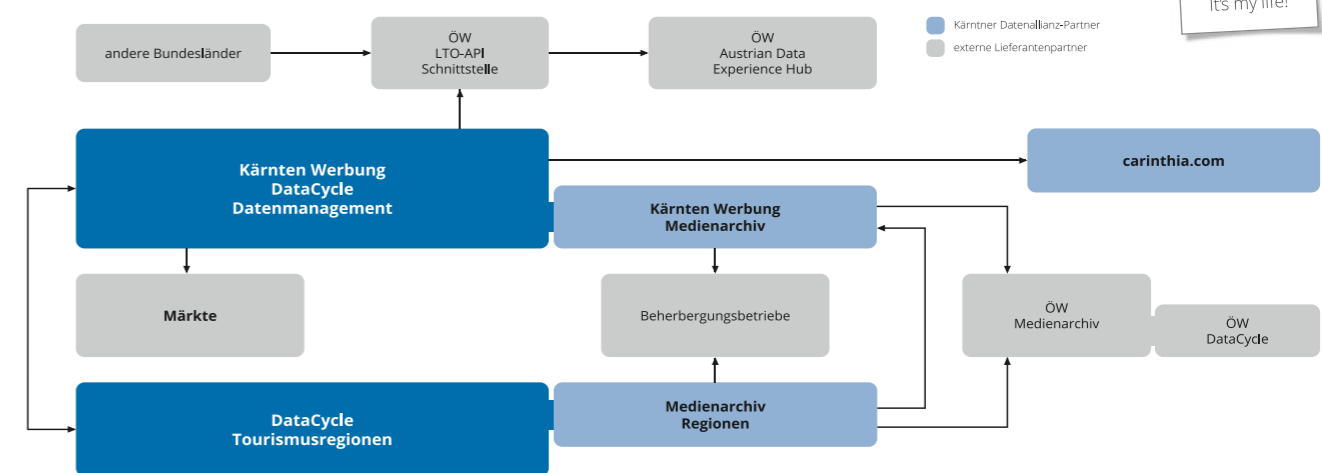 It's my life!
Kärntner Datenallianz-Partner
externe Lieferantenpartner
andere Bundesländer
ÖW
LTO-API
Schnittstelle
ÖW
Austrian Data
Experience Hub
Kärnten Werbung
DataCycle
Datenmanagement
carinthia.com
Kärnten Werbung
Medienarchiv
Märkte
Beherbergungsbetriebe
ÖW
Medienarchiv
ÖW
DataCycle
DataCycle
Tourismusregionen
Medienarchiv
Regionen